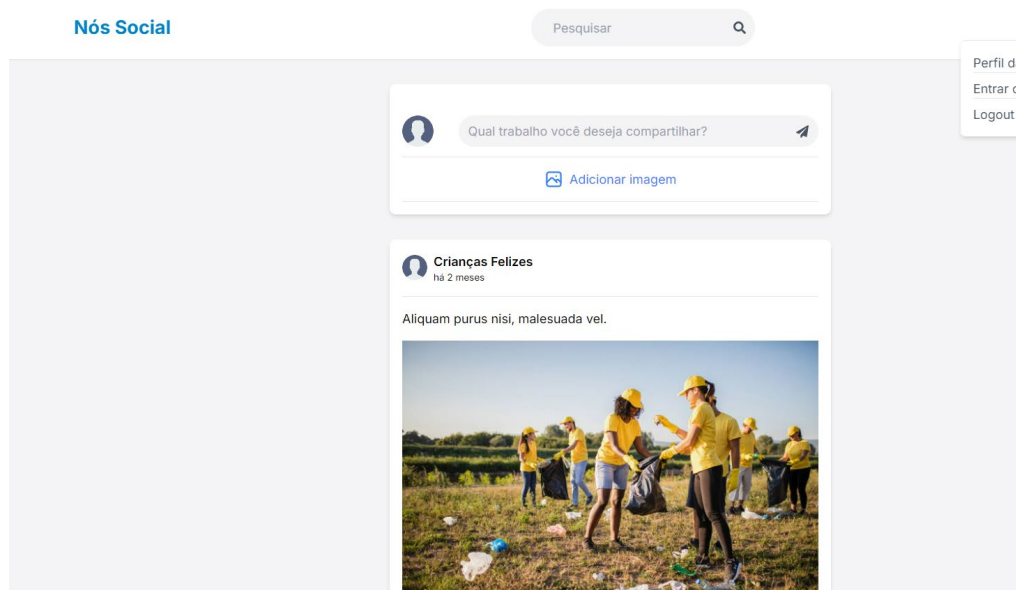 Nós Social
Pesquisar
Perfil
Entrar
Logout
Qual trabalho você deseja compartilhar?
Adicionar imagem
Crianças Felizes
há 2 meses
Aliquam purus nisi, malesuada vel.